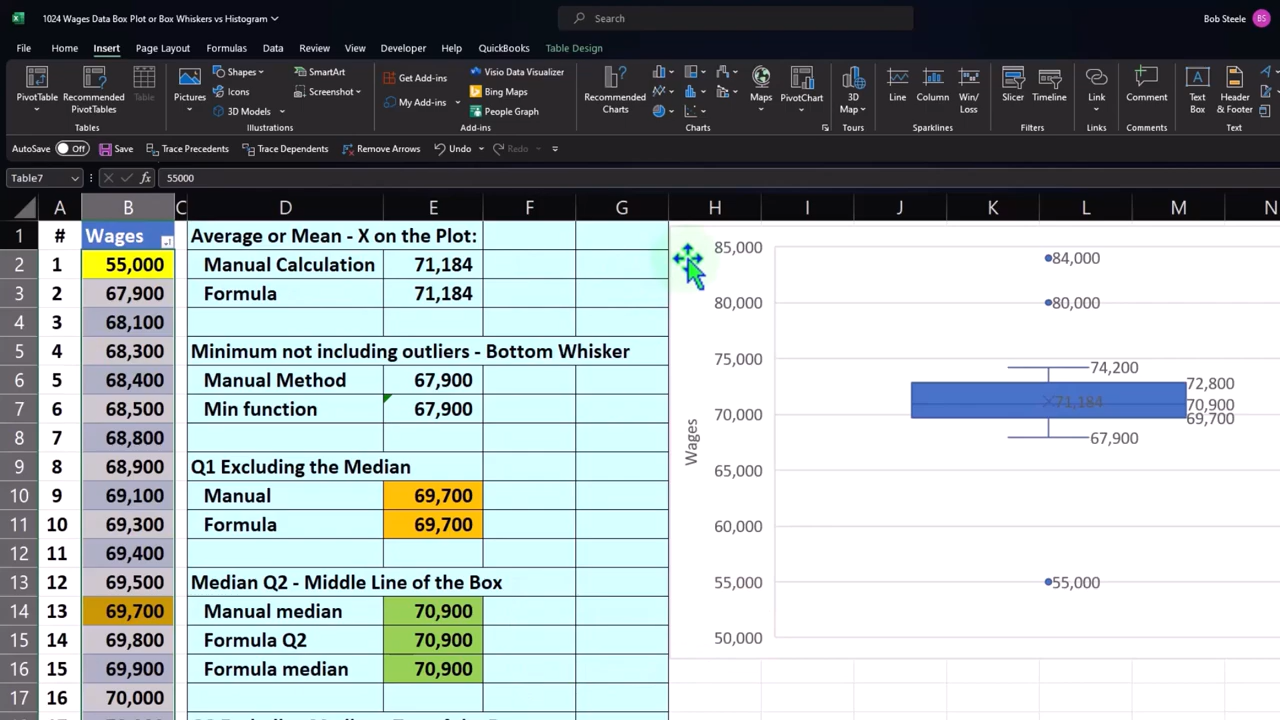 1024 Wages Data Box Plot or Box Whiskers vs Histogram
Search
Bob Steele
BS
File Home Insert Page Layout Formulas Data Review View Developer Help QuickBooks Table Design
PivotTable
Recommended PivotTables
Table
Tables
Pictures
Shapes
Icons
3D Models
SmartArt
Screenshot
Illustrations
Get Add-ins
My Add-ins
Visio Data Visualizer
Bing Maps
People Graph
Add-ins
Recommended Charts
Maps
PivotChart
Charts
3D Map
Tours
Line
Column
Win/Loss
Sparklines
Slicer
Timeline
Filters
Link
Links
Comment
Comments
Text Box
Header & Footer
Text
AutoSave Off Save Trace Precedents Trace Dependents Remove Arrows Undo Redo
Table7 fx 55000
A B C D E F G H I J K L M N
1 # Wages Average or Mean - X on the Plot:
2 1 55,000 Manual Calculation 71,184
3 2 67,900 Formula 71,184
4 3 68,100
5 4 68,300 Minimum not including outliers - Bottom Whisker
6 5 68,400 Manual Method 67,900
7 6 68,500 Min function 67,900
8 7 68,800
9 8 68,900 Q1 Excluding the Median
10 9 69,100 Manual 69,700
11 10 69,300 Formula 69,700
12 11 69,400
13 12 69,500 Median Q2 - Middle Line of the Box
14 13 69,700 Manual median 70,900
15 14 69,800 Formula Q2 70,900
16 15 69,900 Formula median 70,900
17 16 70,000
85,000
80,000
75,000
70,000
65,000
60,000
55,000
50,000
Wages
84,000
80,000
74,200
72,800
71,184
70,900
69,700
67,900
55,000